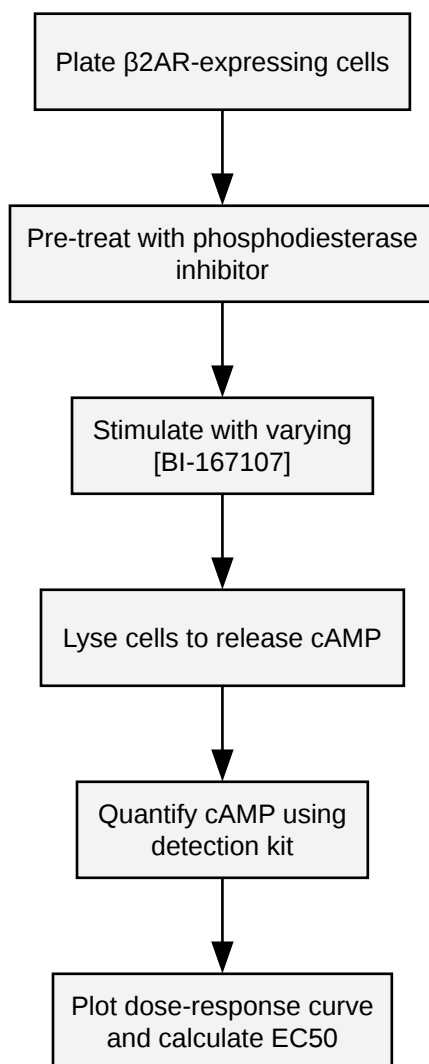 Plate β2AR-expressing cells
Pre-treat with phosphodiesterase
inhibitor
Stimulate with varying
[BI-167107]
Lyse cells to release cAMP
Quantify cAMP using
detection kit
Plot dose-response curve
and calculate EC50